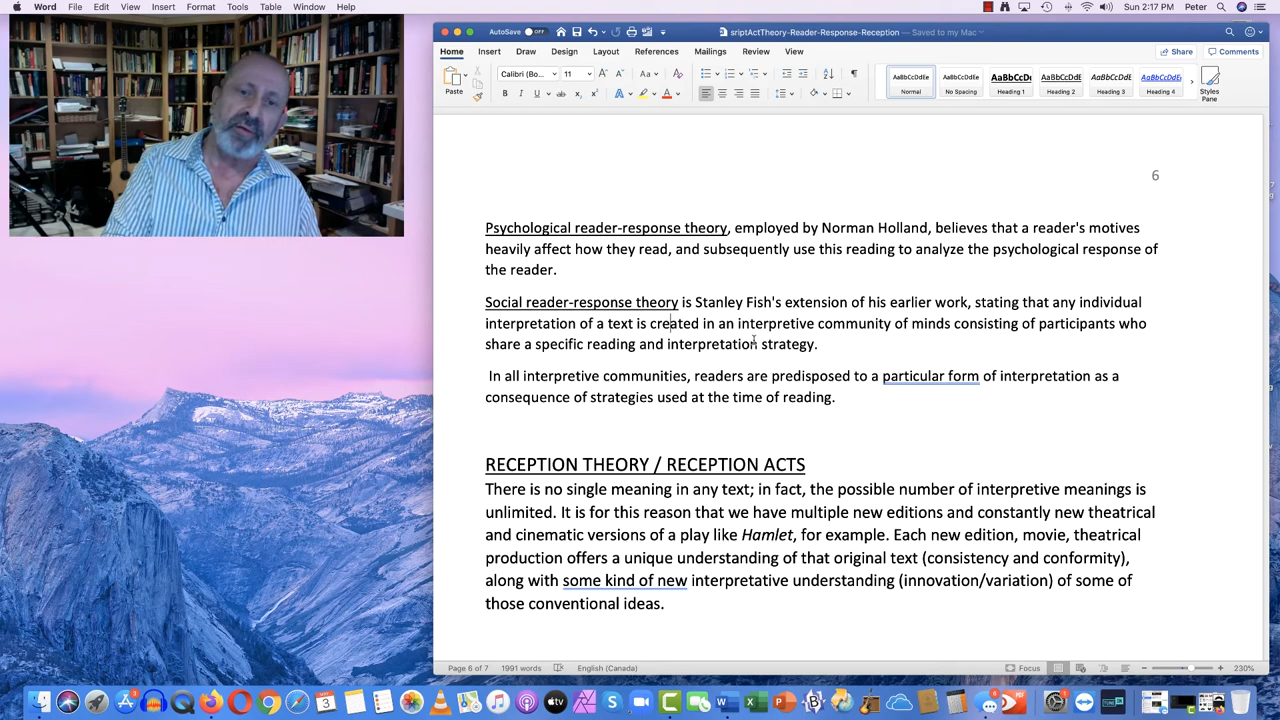 Word File Edit View Insert Format Tools Table Window Help Sun 2:17 PM Peter
AutoSave OFF sriptActTheory-Reader-Response-Reception — Saved to my Mac
Home Insert Draw Design Layout References Mailings Review View Share Comments
Paste Calibri (Bo... 11
AaBbCcDdEe AaBbCcDdEe AaBbCcDc AaBbCcDdEe AaBbCcDdEe AaBbCcDdEe
Normal No Spacing Heading 1 Heading 2 Heading 3 Heading 4 Styles Pane
6
Psychological reader-response theory, employed by Norman Holland, believes that a reader's motives
heavily affect how they read, and subsequently use this reading to analyze the psychological response of
the reader.
Social reader-response theory is Stanley Fish's extension of his earlier work, stating that any individual
interpretation of a text is created in an interpretive community of minds consisting of participants who
share a specific reading and interpretation strategy.
In all interpretive communities, readers are predisposed to a particular form of interpretation as a
consequence of strategies used at the time of reading.
RECEPTION THEORY / RECEPTION ACTS
There is no single meaning in any text; in fact, the possible number of interpretive meanings is
unlimited. It is for this reason that we have multiple new editions and constantly new theatrical
and cinematic versions of a play like Hamlet, for example. Each new edition, movie, theatrical
production offers a unique understanding of that original text (consistency and conformity),
along with some kind of new interpretative understanding (innovation/variation) of some of
those conventional ideas.
Page 6 of 7 1991 words English (Canada) Focus 230%